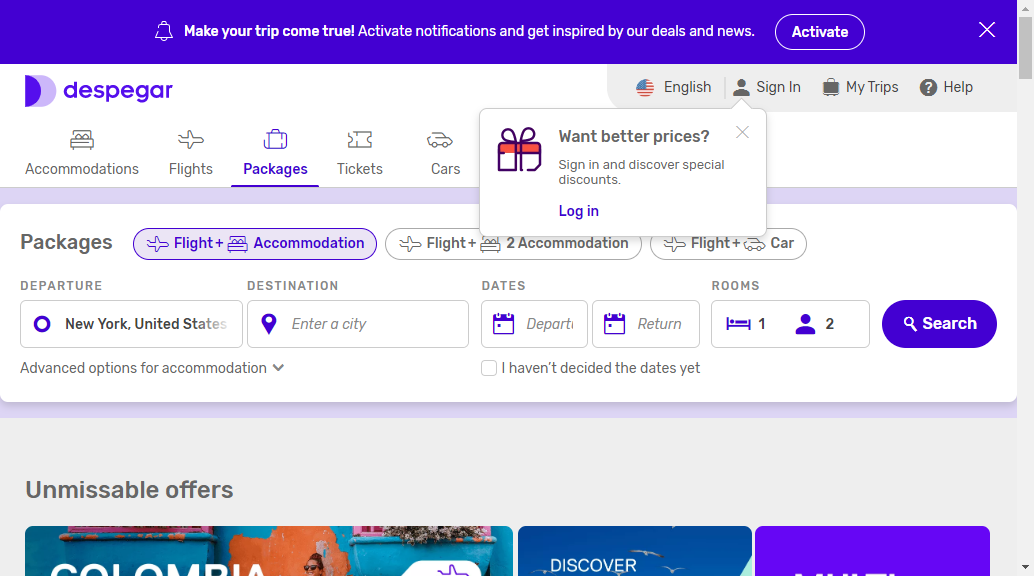 Make your trip come true! Activate notifications and get inspired by our deals and news.
Activate
despegar
English
Sign In
My Trips
Help
Accommodations
Flights
Packages
Tickets
Cars
Want better prices?
Sign in and discover special
discounts.
Log in
Packages
Flight + Accommodation
Flight + 2 Accommodation
Flight + Car
DEPARTURE
DESTINATION
DATES
ROOMS
New York, United States
Enter a city
Depart
Return
1
2
Search
Advanced options for accommodation
I haven't decided the dates yet
Unmissable offers
COLOMBIA
DISCOVER
MULTI